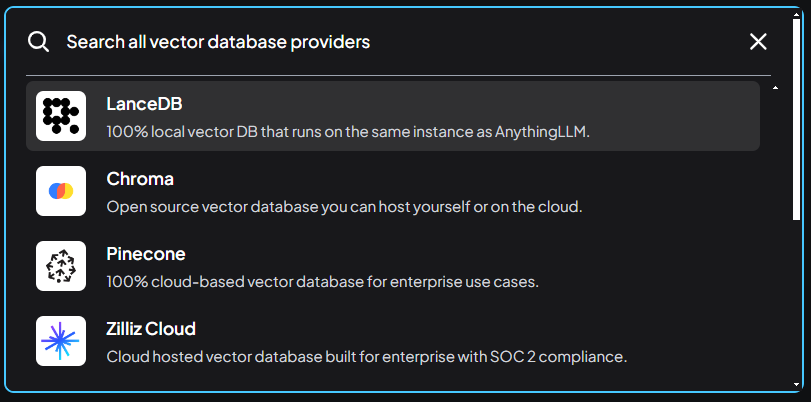 Search all vector database providers
LanceDB
100% local vector DB that runs on the same instance as AnythingLLM.
Chroma
Open source vector database you can host yourself or on the cloud.
Pinecone
100% cloud-based vector database for enterprise use cases.
Zilliz Cloud
Cloud hosted vector database built for enterprise with SOC 2 compliance.